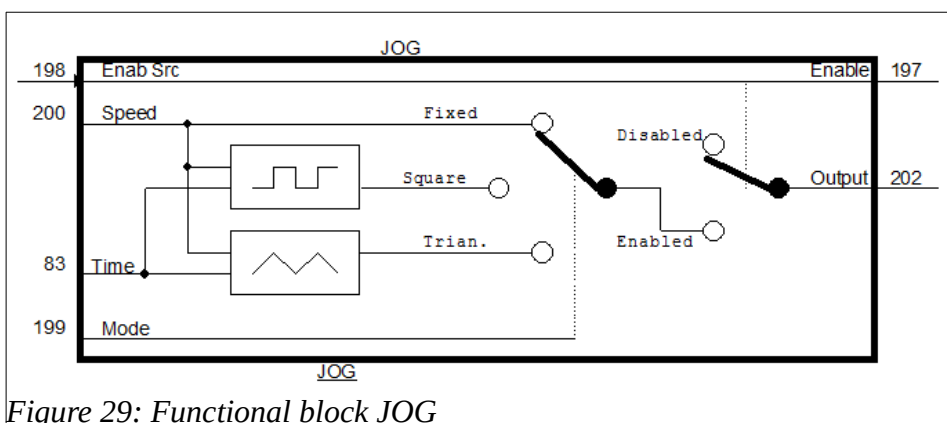 JOG
198 Enab Src Enable 197
200 Speed Fixed
Disabled
Square Output 202
Trian. Enabled
83 Time
199 Mode
JOG
Figure 29: Functional block JOG